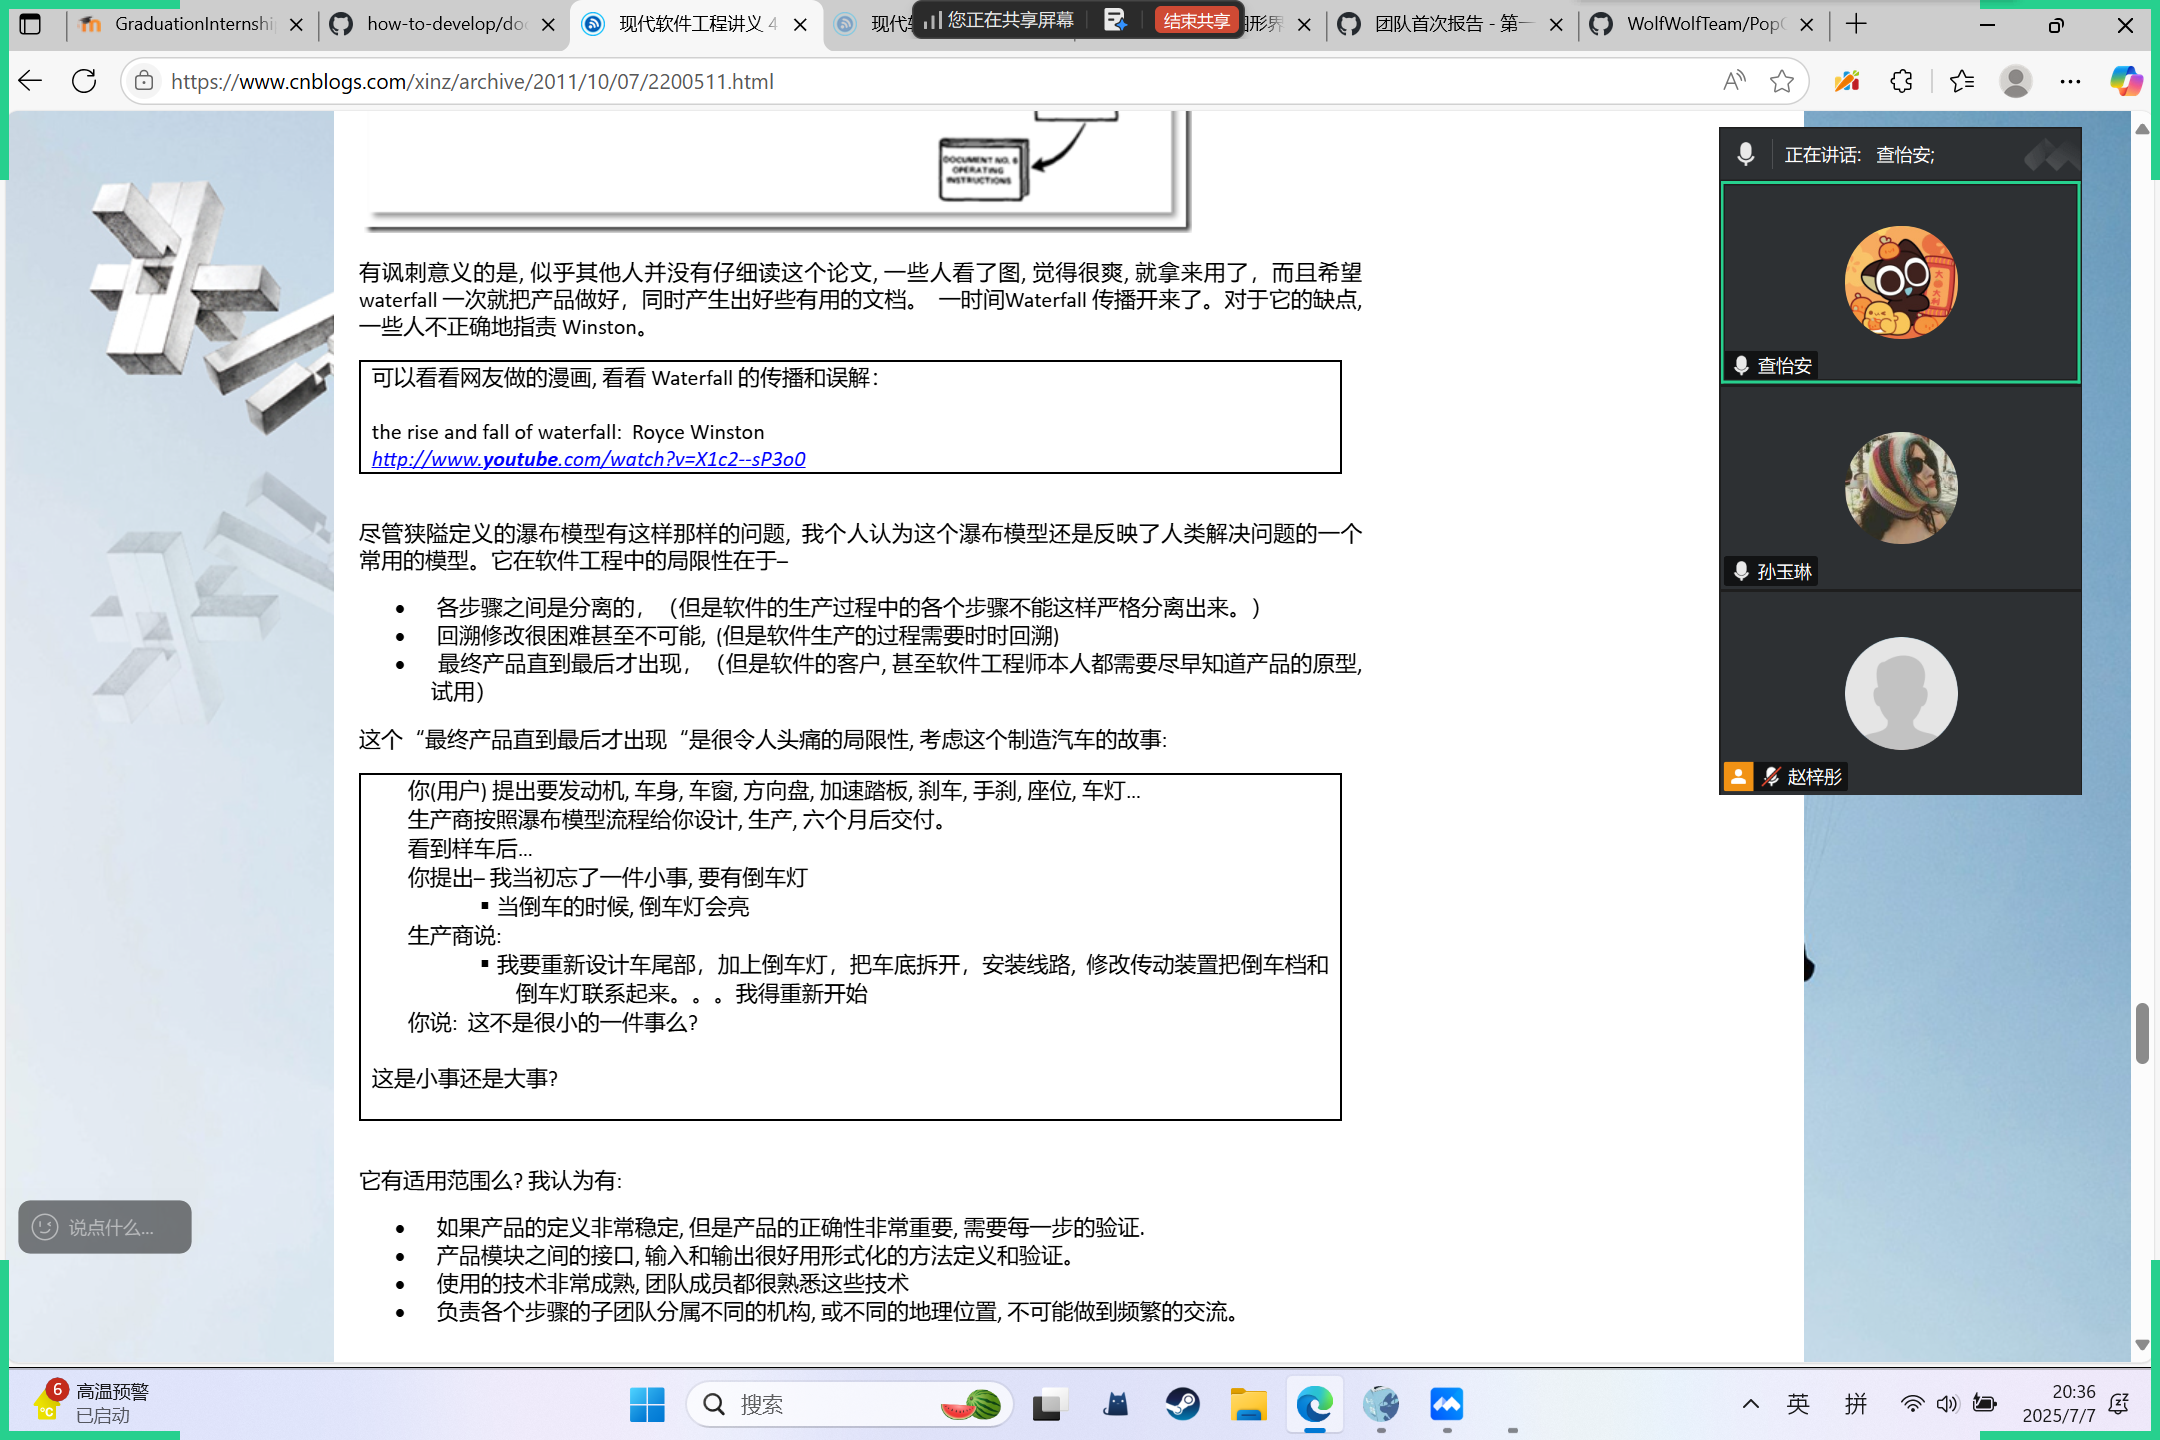 GraduationInternshi
how-to-develop/doc
现代软件工程讲义 4
现代
您正在共享屏幕
结束共享
图形界
团队首次报告 - 第一
WolfWolfTeam/Pop
https://www.cnblogs.com/xinz/archive/2011/10/07/2200511.html
DOCUMENT NO. 6
OPERATING
INSTRUCTIONS
正在讲话: 查怡安;
查怡安
孙玉琳
赵梓彤
有讽刺意义的是, 似乎其他人并没有仔细读这个论文, 一些人看了图, 觉得很爽, 就拿来用了，而且希望
waterfall 一次就把产品做好，同时产生出好些有用的文档。 一时间Waterfall 传播开来了。对于它的缺点,
一些人不正确地指责 Winston。
可以看看网友做的漫画, 看看 Waterfall 的传播和误解：
the rise and fall of waterfall: Royce Winston
http://www.youtube.com/watch?v=X1c2--sP3o0
尽管狭隘定义的瀑布模型有这样那样的问题, 我个人认为这个瀑布模型还是反映了人类解决问题的一个
常用的模型。它在软件工程中的局限性在于–
• 各步骤之间是分离的，（但是软件的生产过程中的各个步骤不能这样严格分离出来。）
• 回溯修改很困难甚至不可能, (但是软件生产的过程需要时时回溯)
• 最终产品直到最后才出现，（但是软件的客户, 甚至软件工程师本人都需要尽早知道产品的原型,
试用）
这个“最终产品直到最后才出现“是很令人头痛的局限性, 考虑这个制造汽车的故事:
你(用户) 提出要发动机, 车身, 车窗, 方向盘, 加速踏板, 刹车, 手刹, 座位, 车灯...
生产商按照瀑布模型流程给你设计, 生产, 六个月后交付。
看到样车后...
你提出– 我当初忘了一件小事, 要有倒车灯
▪ 当倒车的时候, 倒车灯会亮
生产商说:
▪ 我要重新设计车尾部，加上倒车灯，把车底拆开，安装线路, 修改传动装置把倒车档和
倒车灯联系起来。。。我得重新开始
你说: 这不是很小的一件事么?
这是小事还是大事?
它有适用范围么? 我认为有:
• 如果产品的定义非常稳定, 但是产品的正确性非常重要, 需要每一步的验证.
• 产品模块之间的接口, 输入和输出很好用形式化的方法定义和验证。
• 使用的技术非常成熟, 团队成员都很熟悉这些技术
• 负责各个步骤的子团队分属不同的机构, 或不同的地理位置, 不可能做到频繁的交流。
说点什么...
6
°C
高温预警
已启动
搜索
英
拼
20:36
2025/7/7